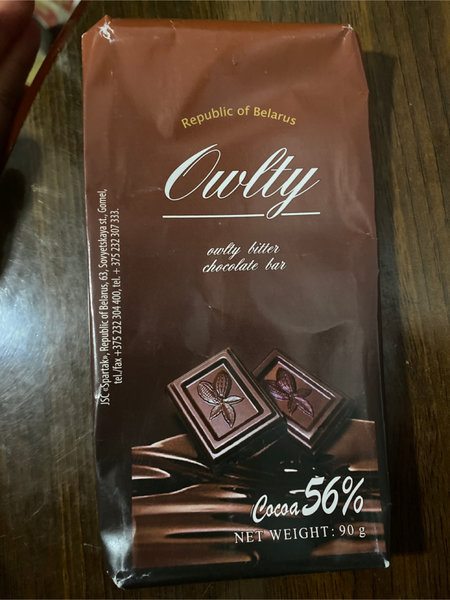 Republic of Belarus
Owlty
owlty bitter
chocolate bar
JSC «Spartak», Republic of Belarus, 63, Sovyetskaya st., Gomel,
tel./fax +375 232 304 400, tel. + 375 232 307 333.
Cocoa 56%
NET WEIGHT: 90 g